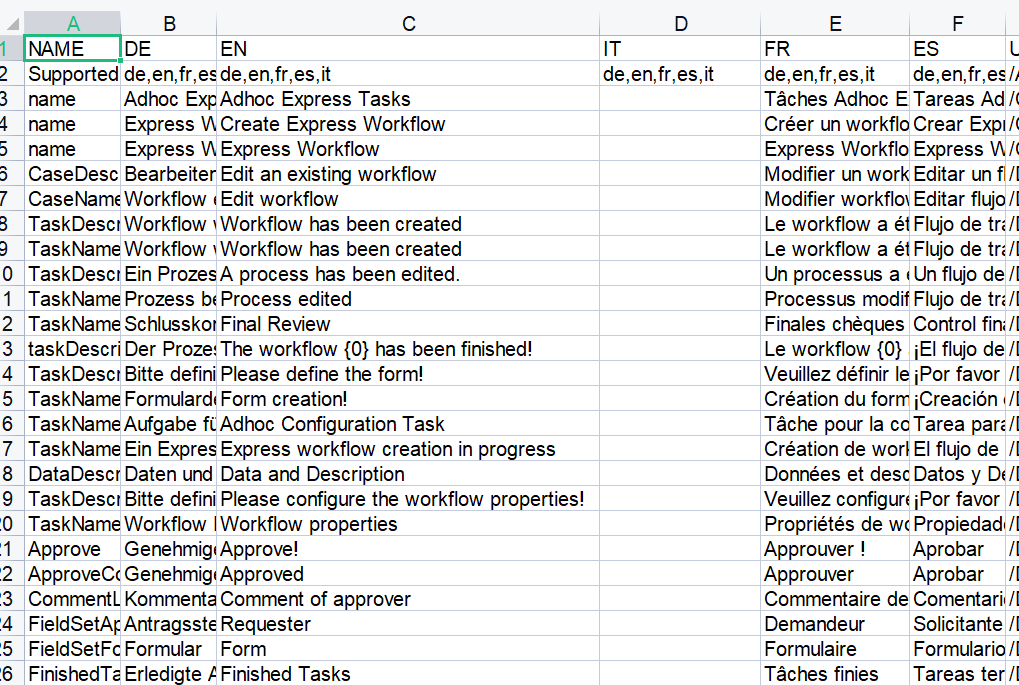 A B C D E F
1 NAME DE EN IT FR ES U
2 Supported de,en,fr,es de,en,fr,es,it de,en,fr,es,it de,en,fr,es,it de,en,fr,es /A
3 name Adhoc Exp Adhoc Express Tasks Tâches Adhoc E Tareas Ad /C
4 name Express W Create Express Workflow Créer un workflo Crear Expr /C
5 name Express W Express Workflow Express Workflo Express W /C
6 CaseDesc Bearbeiten Edit an existing workflow Modifier un work Editar un fl /D
7 CaseName Workflow e Edit workflow Modifier workflow Editar flujo /D
8 TaskDescr Workflow w Workflow has been created Le workflow a ét Flujo de tra /D
9 TaskName Workflow w Workflow has been created Le workflow a ét Flujo de tra /D
0 TaskDescr Ein Prozes A process has been edited. Un processus a Un flujo de /D
1 TaskName Prozess be Process edited Processus modif Flujo de tra /D
2 TaskName Schlusskon Final Review Finales chèques Control fina /D
3 taskDescri Der Prozes The workflow {0} has been finished! Le workflow {0} ¡El flujo de /D
4 TaskDescr Bitte defini Please define the form! Veuillez définir le ¡Por favor /D
5 TaskName Formularde Form creation! Création du form ¡Creación /D
6 TaskName Aufgabe fü Adhoc Configuration Task Tâche pour la co Tarea para /D
7 TaskName Ein Expres Express workflow creation in progress Création de work El flujo de /D
8 DataDescr Daten und Data and Description Données et desc Datos y De /D
9 TaskDescr Bitte defini Please configure the workflow properties! Veuillez configure ¡Por favor /D
20 TaskName Workflow Workflow properties Propriétés de wo Propiedade /D
21 Approve Genehmige Approve! Approuver ! Aprobar /D
22 ApproveCo Genehmige Approved Approuver Aprobar /D
23 CommentL Kommenta Comment of approver Commentaire de Comentari /D
24 FieldSetAp Antragsste Requester Demandeur Solicitante /D
25 FieldSetFo Formular Form Formulaire Formulario /D
26 FinishedTa Erledigte A Finished Tasks Tâches finies Tareas ter /D